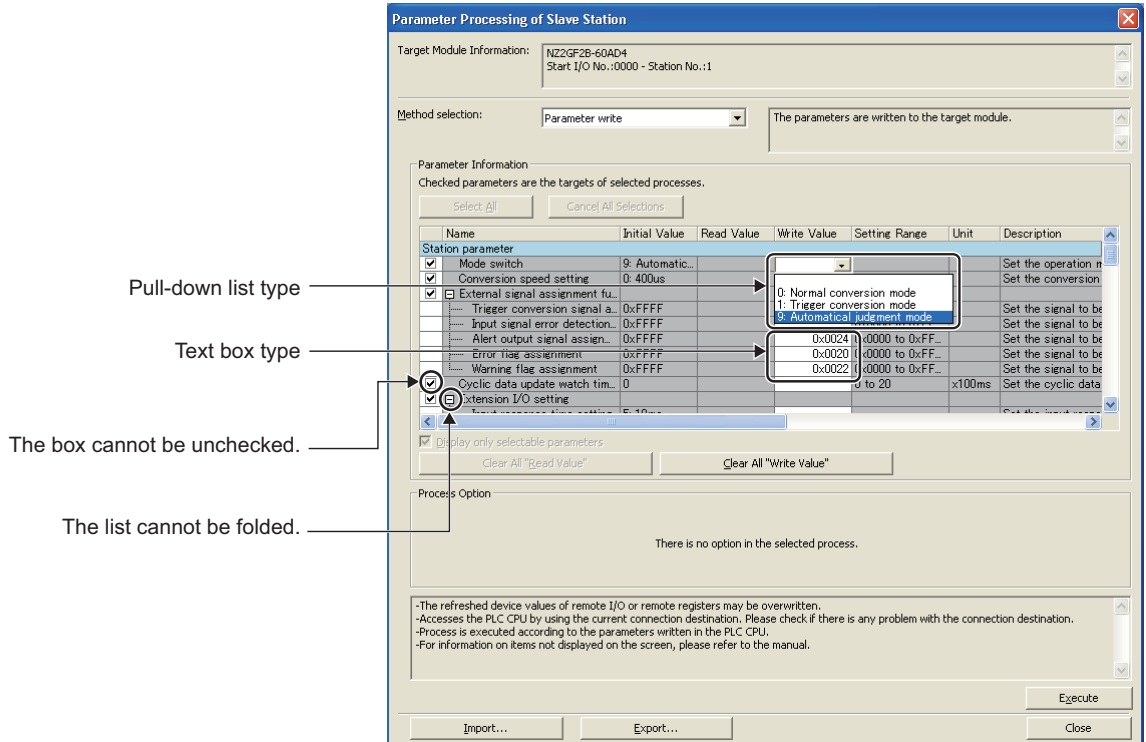 Parameter Processing of Slave Station
Target Module Information:
NZ2GF2B-60AD4
Start I/O No.:0000 - Station No.:1
Method selection:
Parameter write
The parameters are written to the target module.
Parameter Information
Checked parameters are the targets of selected processes.
Select All
Cancel All Selections
Name Initial Value Read Value Write Value Setting Range Unit Description
Station parameter
Mode switch 9: Automatic... Set the operation m
Conversion speed setting 0: 400us Set the conversion
0: Normal conversion mode
1: Trigger conversion mode
9: Automatical judgment mode
External signal assignment fu...
Trigger conversion signal a... 0xFFFF Set the signal to be
Input signal error detection... 0xFFFF Set the signal to be
Alert output signal assign... 0xFFFF 0x0024 0x0000 to 0xFF... Set the signal to be
Error flag assignment 0xFFFF 0x0020 0x0000 to 0xFF... Set the signal to be
Warning flag assignment 0xFFFF 0x0022 0x0000 to 0xFF... Set the signal to be
Cyclic data update watch tim... 0 0 to 20 x100ms Set the cyclic data
Extension I/O setting
Pull-down list type
Text box type
The box cannot be unchecked.
The list cannot be folded.
Display only selectable parameters
Clear All "Read Value"
Clear All "Write Value"
Process Option
There is no option in the selected process.
-The refreshed device values of remote I/O or remote registers may be overwritten.
-Accesses the PLC CPU by using the current connection destination. Please check if there is any problem with the connection destination.
-Process is executed according to the parameters written in the PLC CPU.
-For information on items not displayed on the screen, please refer to the manual.
Execute
Import...
Export...
Close